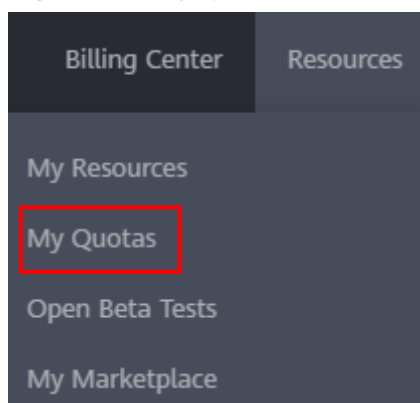 Billing Center Resources
My Resources
My Quotas
Open Beta Tests
My Marketplace